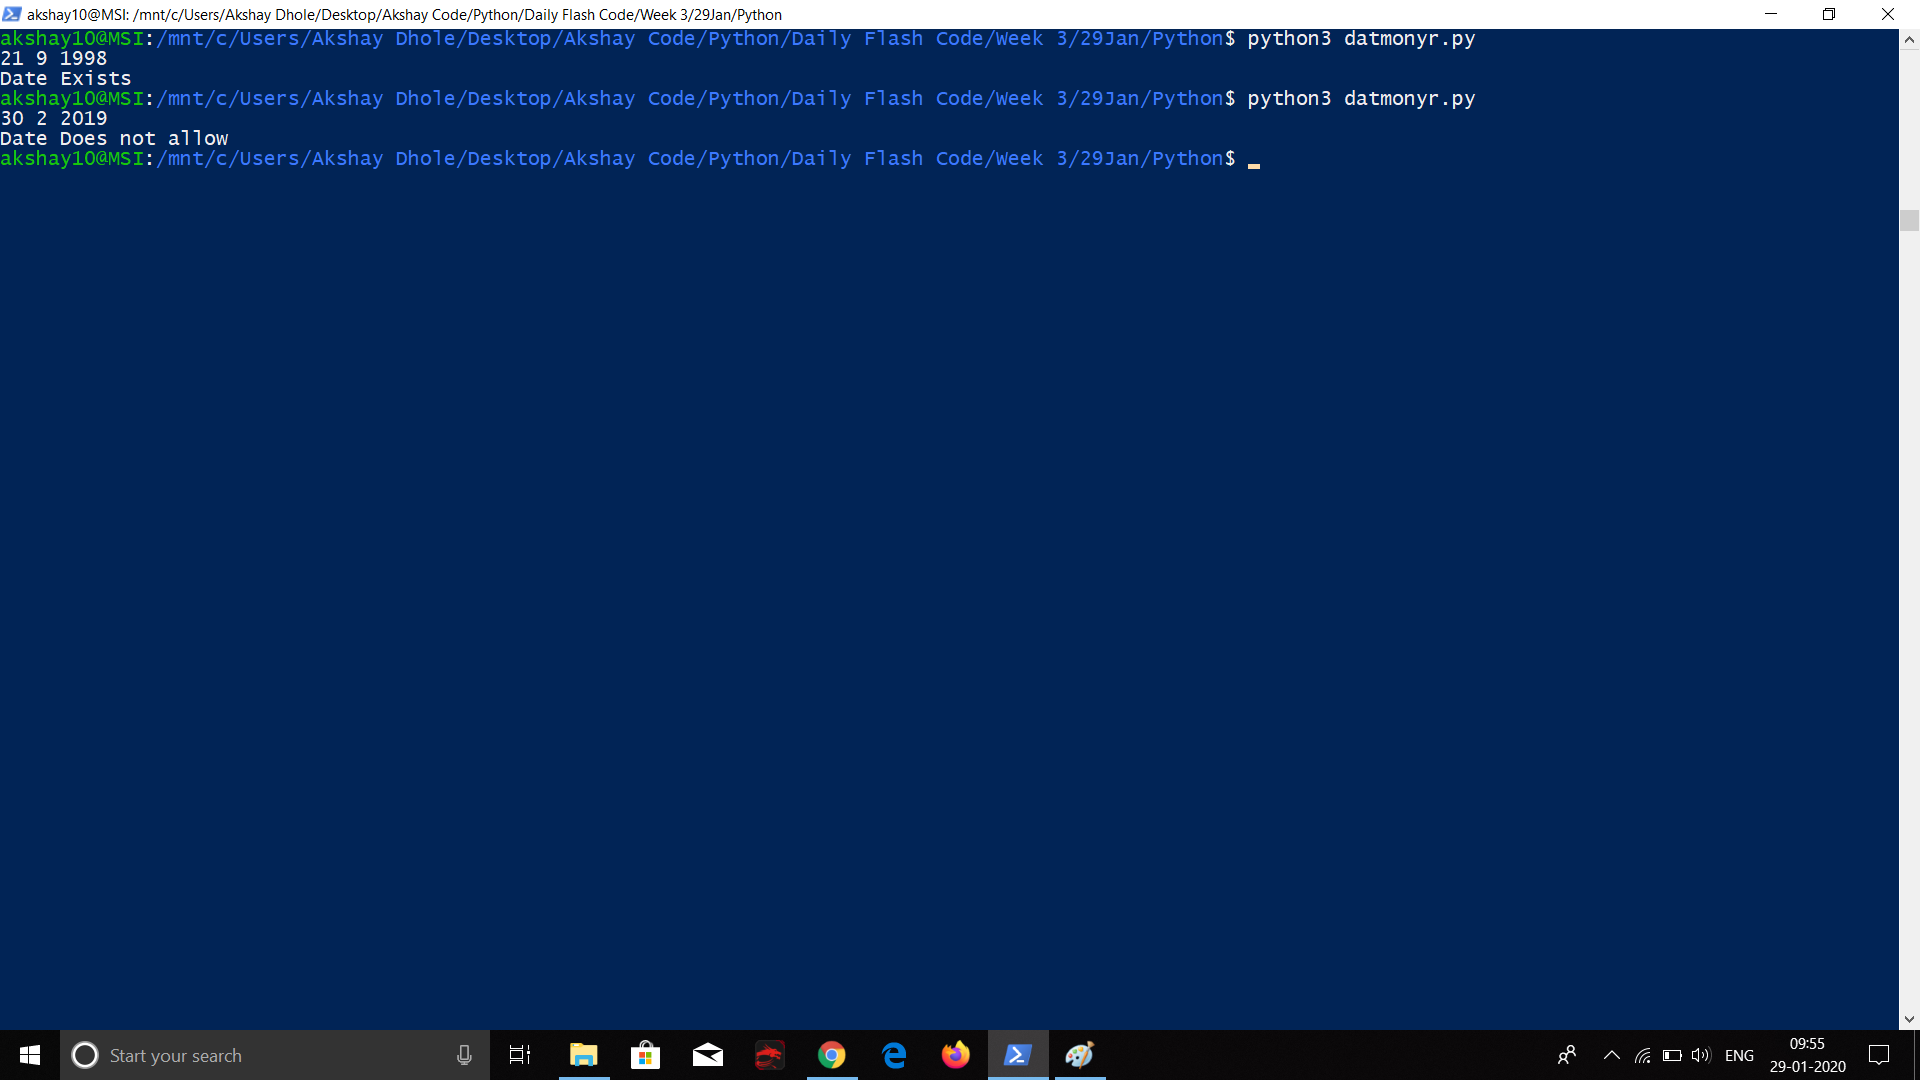 akshay10@MSI: /mnt/c/Users/Akshay Dhole/Desktop/Akshay Code/Python/Daily Flash Code/Week 3/29Jan/Python
akshay10@MSI:/mnt/c/Users/Akshay Dhole/Desktop/Akshay Code/Python/Daily Flash Code/Week 3/29Jan/Python$ python3 datmonyr.py
21 9 1998
Date Exists
akshay10@MSI:/mnt/c/Users/Akshay Dhole/Desktop/Akshay Code/Python/Daily Flash Code/Week 3/29Jan/Python$ python3 datmonyr.py
30 2 2019
Date Does not allow
akshay10@MSI:/mnt/c/Users/Akshay Dhole/Desktop/Akshay Code/Python/Daily Flash Code/Week 3/29Jan/Python$
Start your search
ENG
09:55
29-01-2020